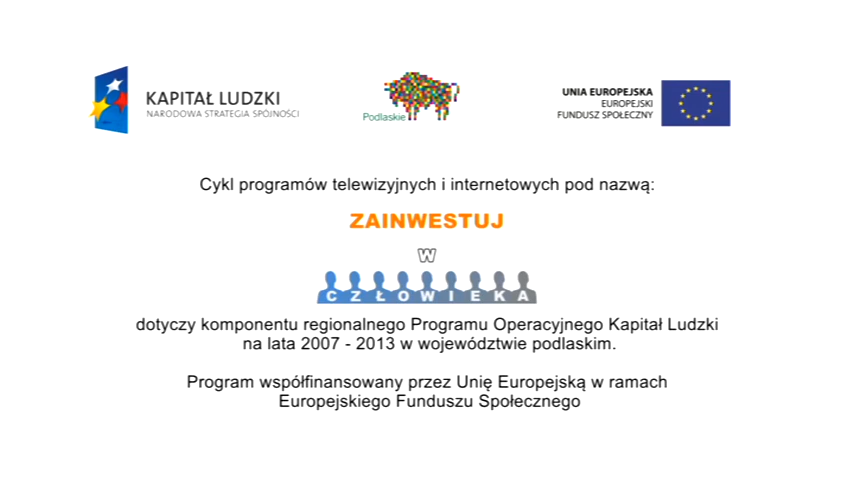 KAPITAŁ LUDZKI
NARODOWA STRATEGIA SPÓJNOŚCI
Podlaskie
UNIA EUROPEJSKA
EUROPEJSKI
FUNDUSZ SPOŁECZNY
Cykl programów telewizyjnych i internetowych pod nazwą:
ZAINWESTUJ
W
CZŁOWIEKA
dotyczy komponentu regionalnego Programu Operacyjnego Kapitał Ludzki
na lata 2007 - 2013 w województwie podlaskim.
Program współfinansowany przez Unię Europejską w ramach
Europejskiego Funduszu Społecznego